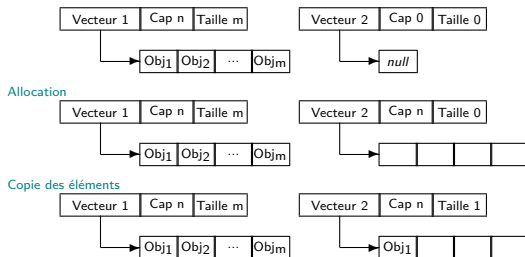 Vecteur 1 Cap n Taille m Vecteur 2 Cap 0 Taille 0
Obj1 Obj2 ... Objm null
Allocation
Vecteur 1 Cap n Taille m Vecteur 2 Cap n Taille 0
Obj1 Obj2 ... Objm
Copie des éléments
Vecteur 1 Cap n Taille m Vecteur 2 Cap n Taille 1
Obj1 Obj2 ... Objm Obj1